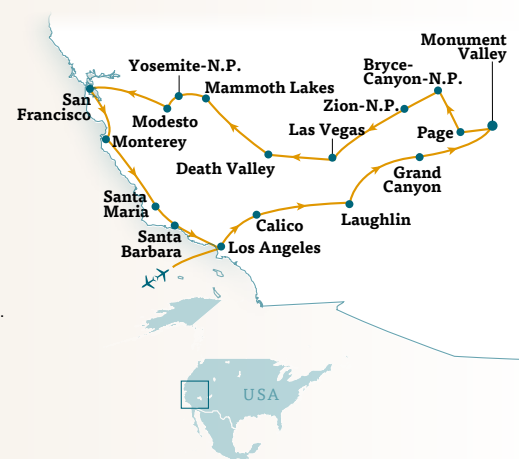 Monument
Valley
Bryce-
Canyon-N.P.
Yosemite-N.P.
Mammoth Lakes
Zion-N.P.
San
Francisco
Modesto
Las Vegas
Page
Monterey
Death Valley
Grand
Canyon
Santa
Maria
Calico
Laughlin
Santa
Barbara
Los Angeles
USA